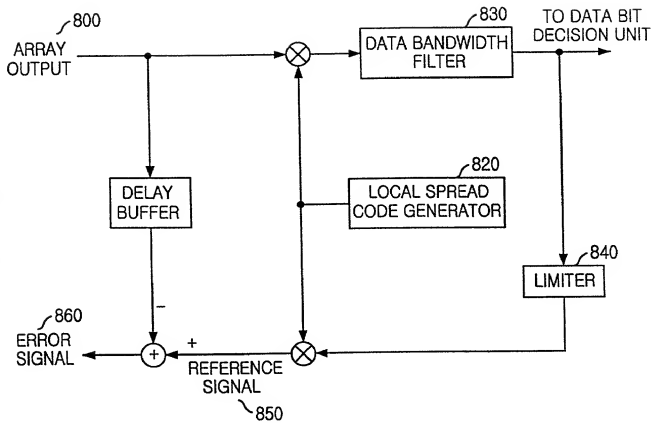 800
ARRAY
OUTPUT
830
DATA BANDWIDTH
FILTER
TO DATA BIT
DECISION UNIT
DELAY
BUFFER
820
LOCAL SPREAD
CODE GENERATOR
840
LIMITER
860
ERROR
SIGNAL
−
+
+
REFERENCE
SIGNAL
850